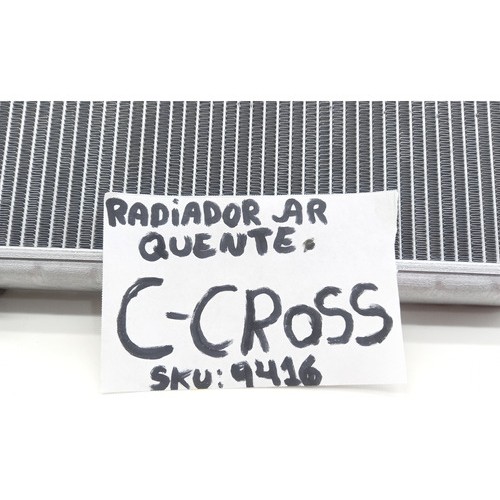 RADIADOR AR
QUENTE.
C-CROSS
SKU: 9416